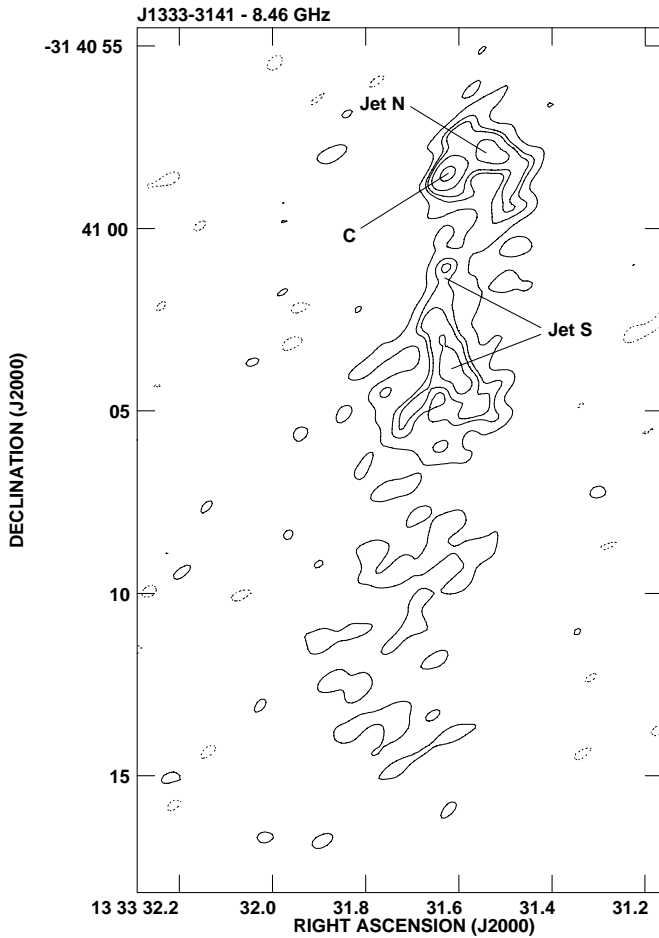 J1333-3141 - 8.46 GHz
-31 40 55
Jet N
C
41 00
Jet S
DECLINATION (J2000)
05
10
15
13 33 32.2 32.0 31.8 31.6 31.4 31.2
RIGHT ASCENSION (J2000)